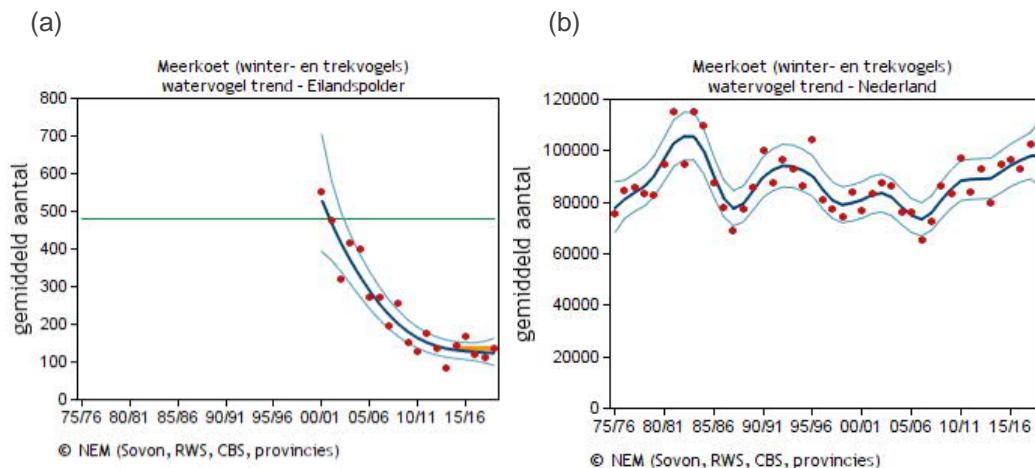 (a)
Meerkoet (winter- en trekvogels)
watervogel trend - Eilandspolder
gemiddeld aantal
800
700
600
500
400
300
200
100
0
75/76 80/81 85/86 90/91 95/96 00/01 05/06 10/11 15/16
© NEM (Sovon, RWS, CBS, provincies)
(b)
Meerkoet (winter- en trekvogels)
watervogel trend - Nederland
gemiddeld aantal
120000
100000
80000
60000
40000
20000
0
75/76 80/81 85/86 90/91 95/96 00/01 05/06 10/11 15/16
© NEM (Sovon, RWS, CBS, provincies)